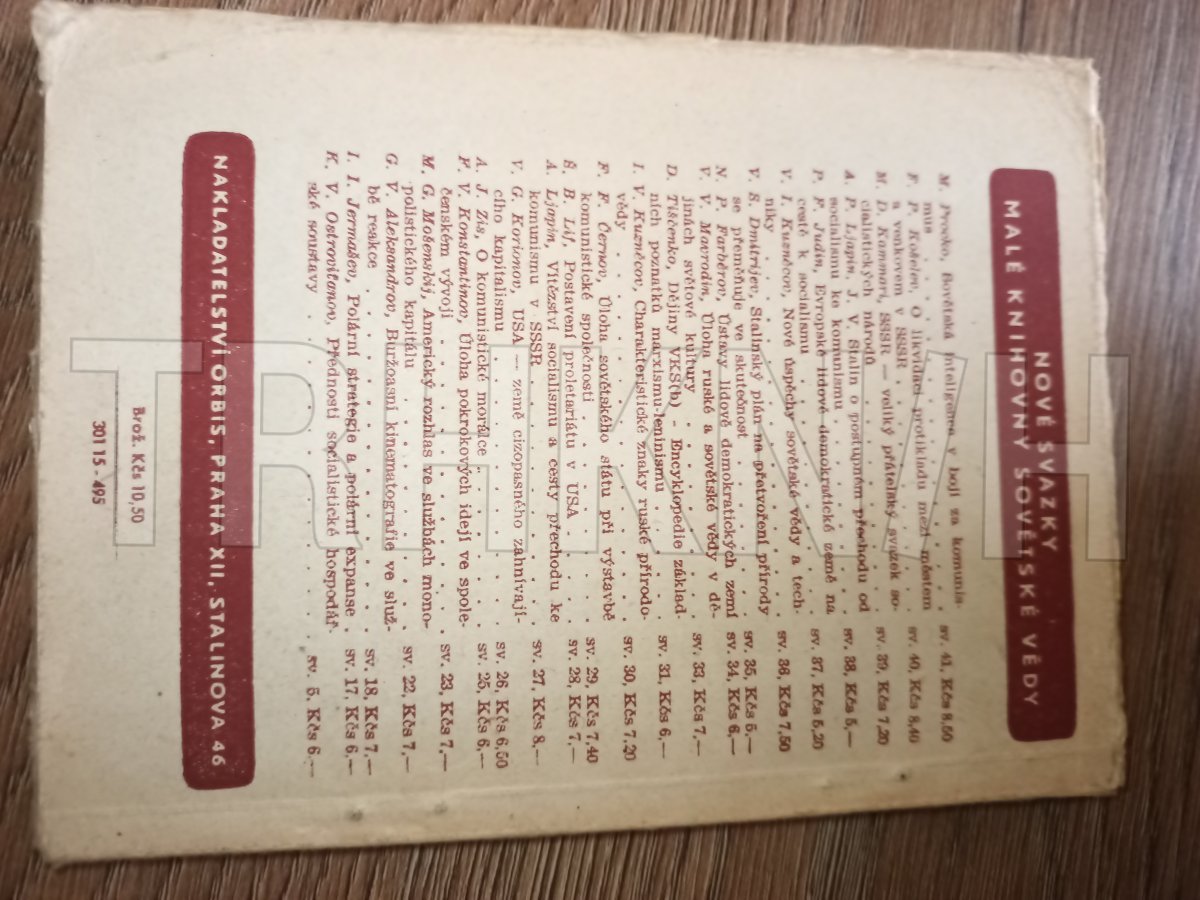 NOVÉ SVAZKY
MALÉ KNIHOVNY SOVĚTSKÉ VĚDY
M. Provko, Sovětská inteligence v boji za komunis-
mus . . . . . . . . . . . sv. 41, Kčs 8,50
F. P. Košelev, O likvidaci protikladu mezi městem
a venkovem v SSSR . . . . . . . sv. 40, Kčs 8,40
M. D. Kammari, SSSR — veliký přátelský svazek so-
cialistických národů . . . . . . . sv. 39, Kčs 7,20
A. P. Ljapin, J. V. Stalin o postupném přechodu od
socialismu ke komunismu . . . . . . sv. 38, Kčs 5,—
P. F. Judin, Evropské lidově demokratické země na
cestě k socialismu . . . . . . . sv. 37, Kčs 5,20
V. I. Kuzněcov, Nové úspěchy sovětské vědy a tech-
niky . . . . . . . . . . . sv. 36, Kčs 7,50
V. S. Dmitrijev, Stalinský plán na přetvoření přírody
se přeměňuje ve skutečnost . . . . . sv. 35, Kčs 5,—
N. P. Farběrov, Ústavy lidově demokratických zemí sv. 34, Kčs 6,—
V. V. Mavrodin, Úloha ruské a sovětské vědy v dě-
jinách světové kultury . . . . . . sv. 33, Kčs 7,—
D. Tiščenko, Dějiny VKS(b) – Encyklopedie základ-
ních poznatků marxismu-leninismu . . . sv. 31, Kčs 6,—
I. V. Kuzněcov, Charakteristické znaky ruské přírodo-
vědy . . . . . . . . . . . sv. 30, Kčs 7,20
F. F. Černov, Úloha sovětského státu při výstavbě
komunistické společnosti . . . . . . sv. 29, Kčs 7,40
Š. B. Lif, Postavení proletariátu v USA . . . sv. 28, Kčs 7,—
A. Ljapin, Vítězství socialismu a cesty přechodu ke
komunismu v SSSR . . . . . . . sv. 27, Kčs 8,—
V. G. Korionov, USA — země cizopasného zahnívají-
cího kapitalismu . . . . . . . . sv. 26, Kčs 6,50
A. J. Zis, O komunistické morálce . . . . . sv. 25, Kčs 6,—
F. V. Konstantinov, Úloha pokrokových idejí ve spole-
čenském vývoji . . . . . . . . sv. 23, Kčs 7,—
M. G. Mošenskij, Americký rozhlas ve službách mono-
polistického kapitálu . . . . . . . sv. 22, Kčs 7,—
G. V. Aleksandrov, Buržoasní kinematografie ve služ-
bě reakce . . . . . . . . . . sv. 18, Kčs 7,—
I. I. Jermašev, Polární strategie a polární expanse . sv. 17, Kčs 6,—
K. V. Ostrovitanov, Přednosti socialistické hospodář-
ské soustavy . . . . . . . . . sv. 5, Kčs 6,—
NAKLADATELSTVÍ ORBIS, PRAHA XII, STALINOVA 46
Brož. Kčs 10,50
301 15 - 495